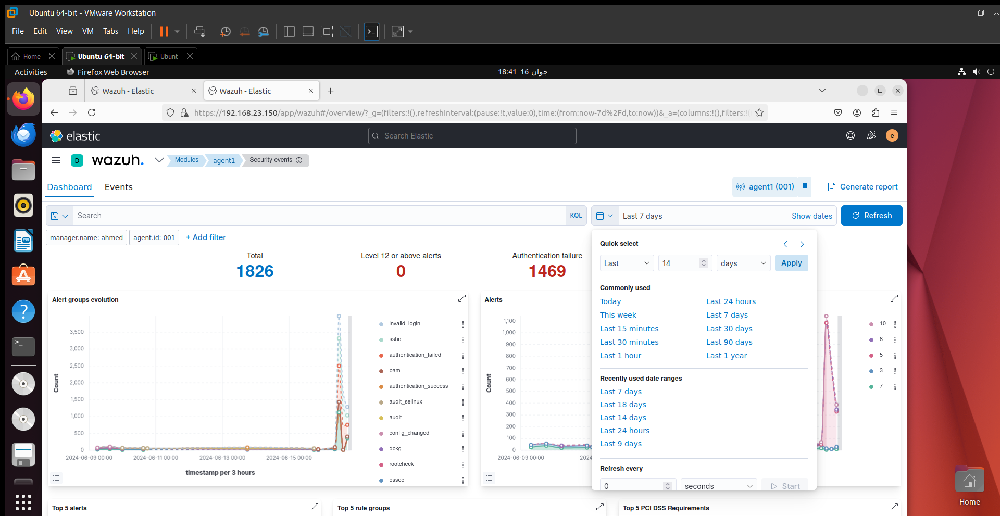 Ubuntu 64-bit - VMware Workstation
File Edit View VM Tabs Help
Home Ubuntu 64-bit Ubunt
Activities Firefox Web Browser 18:41 16 جوان
Wazuh - Elastic Wazuh - Elastic
https://192.168.23.150/app/wazuh#/overview/?_g=(filters:!(),refreshInterval:(pause:!t,value:0),time:(from:now-7d%2Fd,to:now))&_a=(columns:!(),filters:!(
elastic Search Elastic e
D wazuh. Modules agent1 Security events
Dashboard Events agent1 (001) Generate report
Search KQL Last 7 days Show dates Refresh
manager.name: ahmed agent.id: 001 + Add filter
Total Level 12 or above alerts Authentication failure
1826 0 1469
Quick select
Last 14 days Apply
Commonly used
Today Last 24 hours
This week Last 7 days
Last 15 minutes Last 30 days
Last 30 minutes Last 90 days
Last 1 hour Last 1 year
Recently used date ranges
Last 7 days
Last 18 days
Last 14 days
Last 24 hours
Last 9 days
Refresh every
0 seconds Start
Alert groups evolution
Count
3,500
3,000
2,500
2,000
1,500
1,000
500
0
2024-06-09 00:00 2024-06-11 00:00 2024-06-13 00:00 2024-06-15 00:00
timestamp per 3 hours
invalid_login
sshd
authentication_failed
pam
authentication_success
audit_selinux
audit
config_changed
dpkg
rootcheck
ossec
Alerts
Count
1,100
1,000
900
800
700
600
500
400
300
200
100
0
2024-06-09 00:00 2024
10
8
5
3
7
Top 5 alerts Top 5 rule groups Top 5 PCI DSS Requirements
Home